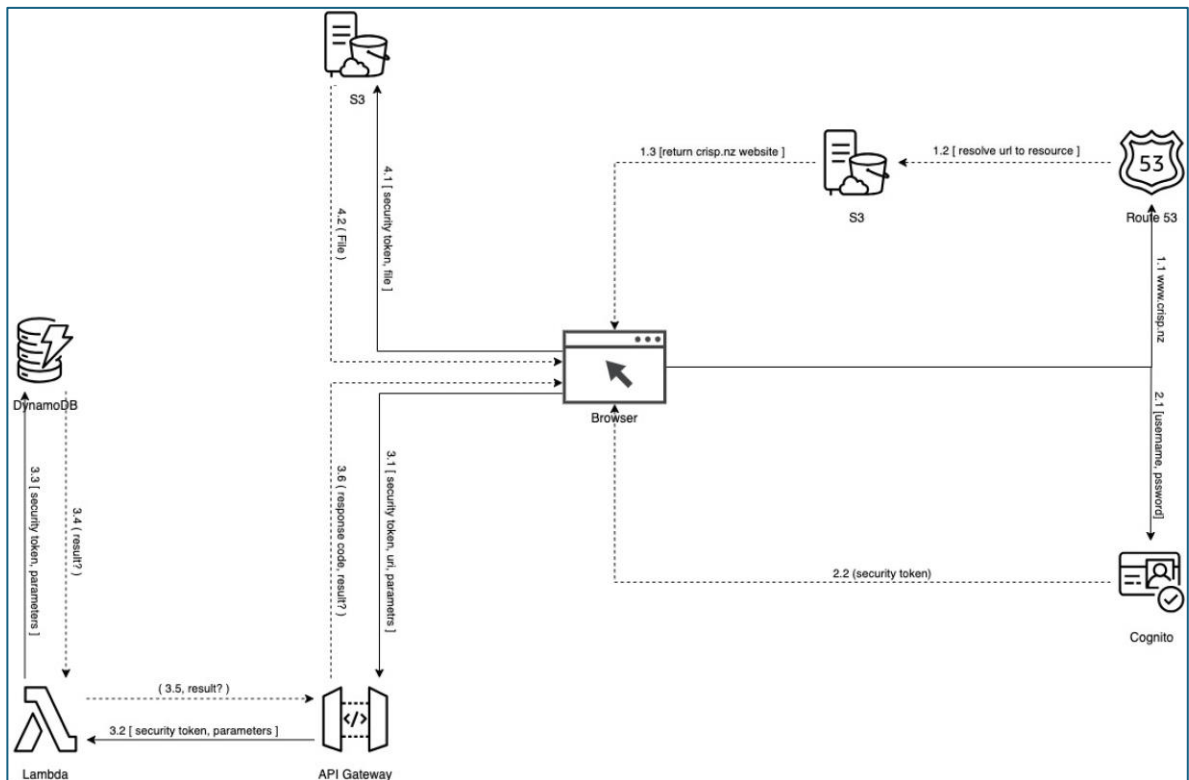 S3
1.3 [return crisp.nz website ]
1.2 [ resolve url to resource ]
53
S3
Route 53
4.1 [ security token, file ]
4.2 ( File )
1.1 www.crisp.nz
DynamoDB
Browser
2.1 [username, pssword]
3.3 [ security token, parameters ]
3.4 ( result? )
3.6 ( response code, result? )
3.1 [ security token, uri, parametrs ]
2.2 (security token)
Cognito
( 3.5, result? )
</>
3.2 [ security token, parameters ]
Lambda
API Gateway